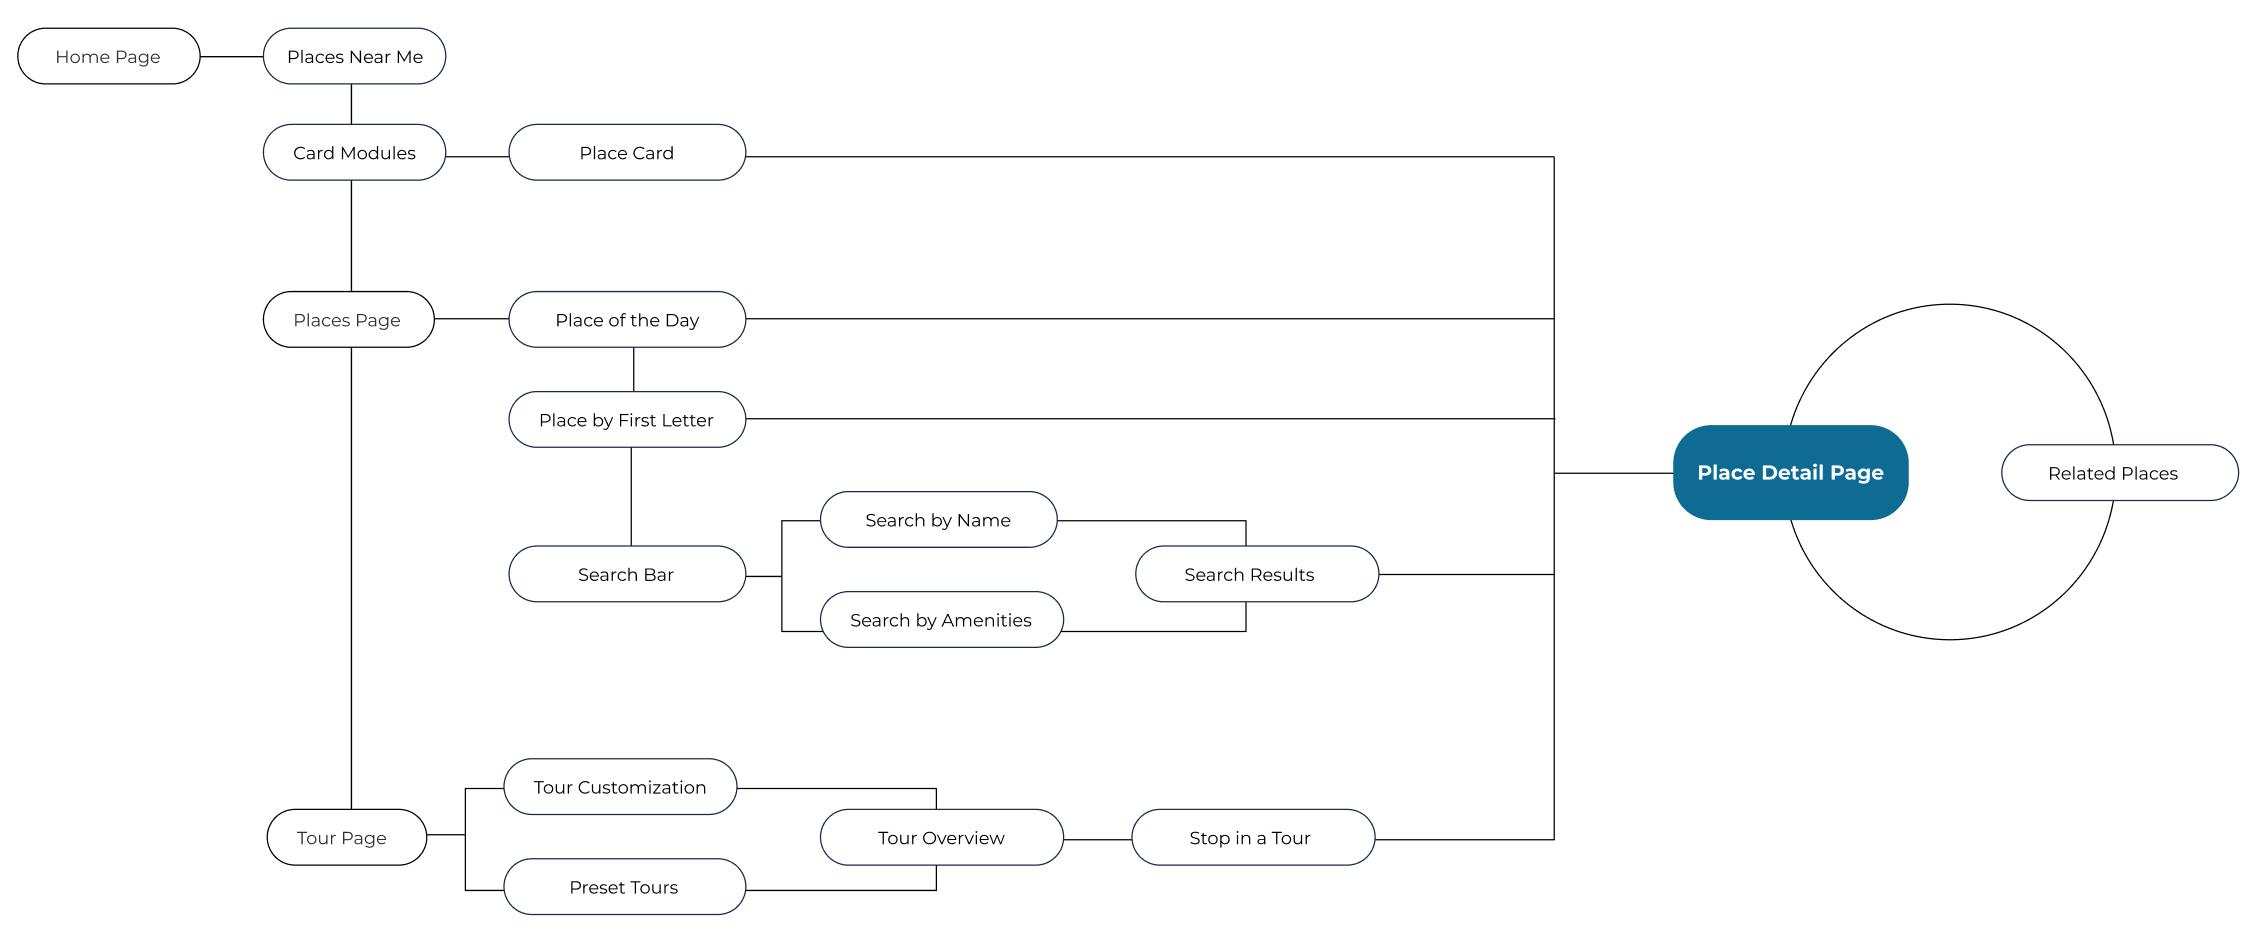 Home Page
Places Near Me
Card Modules
Place Card
Places Page
Place of the Day
Place by First Letter
Search by Name
Place Detail Page
Related Places
Search Bar
Search Results
Search by Amenities
Tour Customization
Tour Page
Tour Overview
Stop in a Tour
Preset Tours